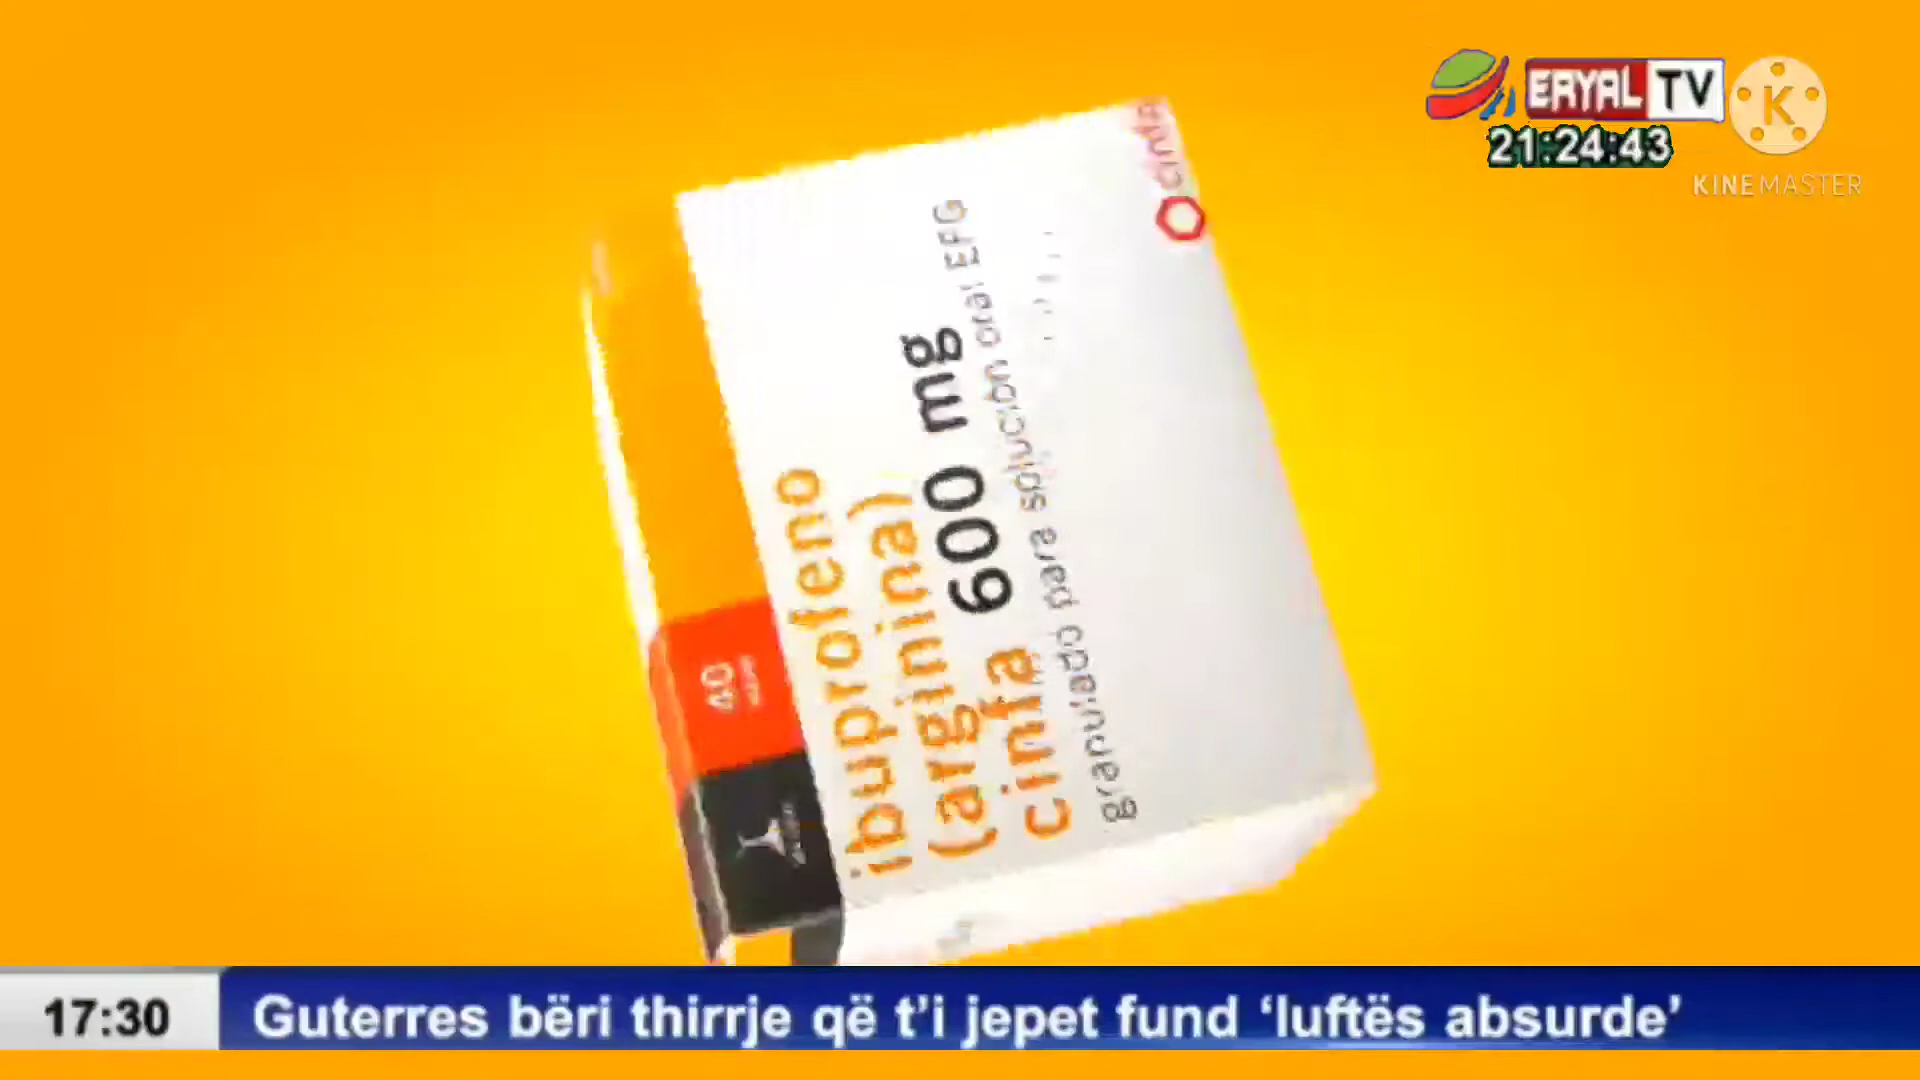 ERYAL TV
21:24:43
K
KINEMASTER
cinfa
ibuprofeno
(arginina)
cinfa 600 mg
granulado para solución oral EFG
40
17:30
Guterres bëri thirrje që t’i jepet fund ‘luftës absurde’